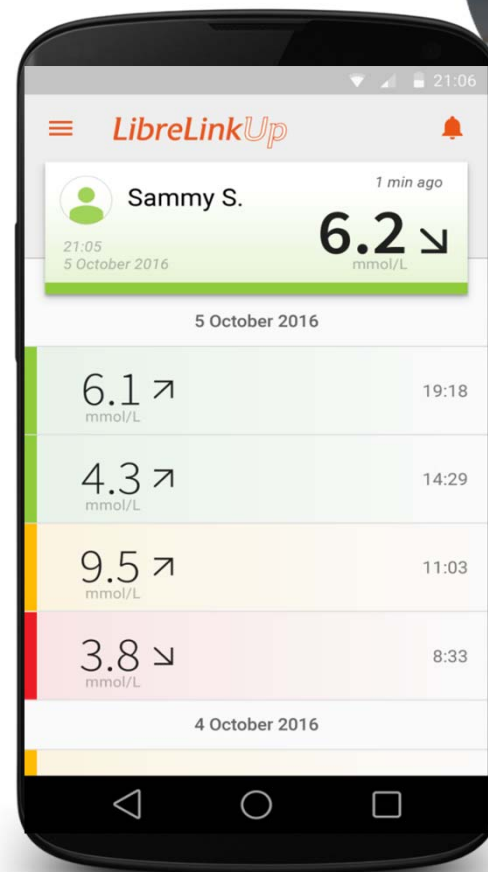 21:06
LibreLinkUp
Sammy S.
1 min ago
6.2
mmol/L
21:05
5 October 2016
5 October 2016
6.1
mmol/L
19:18
4.3
mmol/L
14:29
9.5
mmol/L
11:03
3.8
mmol/L
8:33
4 October 2016